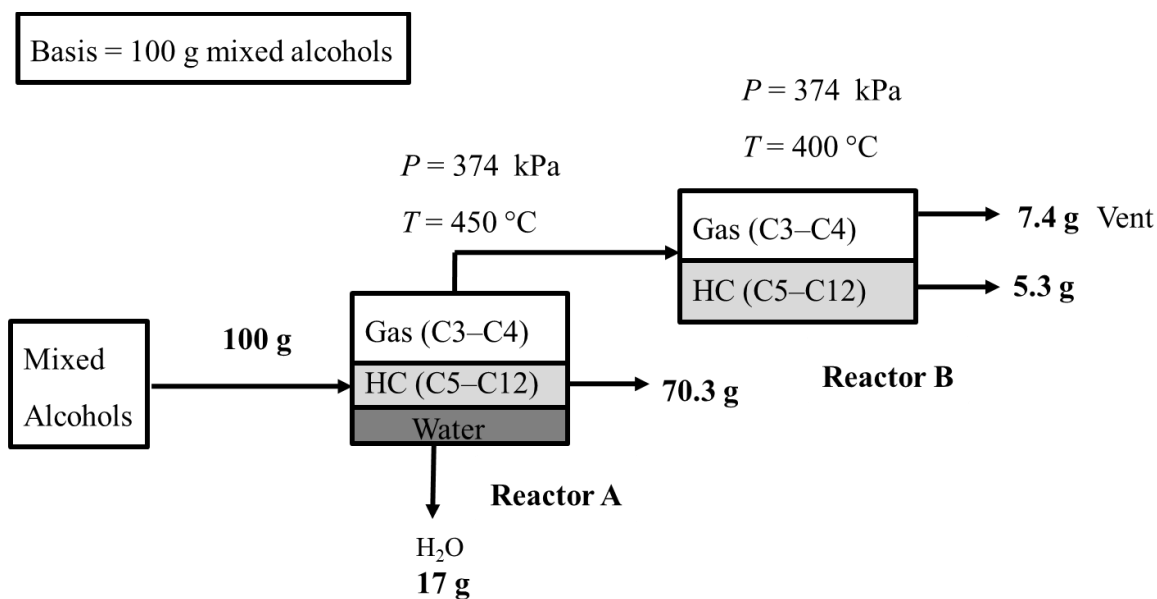 Basis = 100 g mixed alcohols
P = 374 kPa
T = 400 °C
P = 374 kPa
T = 450 °C
Gas (C3–C4)
7.4 g Vent
HC (C5–C12)
5.3 g
Reactor B
Mixed
Alcohols
100 g
Gas (C3–C4)
HC (C5–C12)
70.3 g
Water
Reactor A
H₂O
17 g